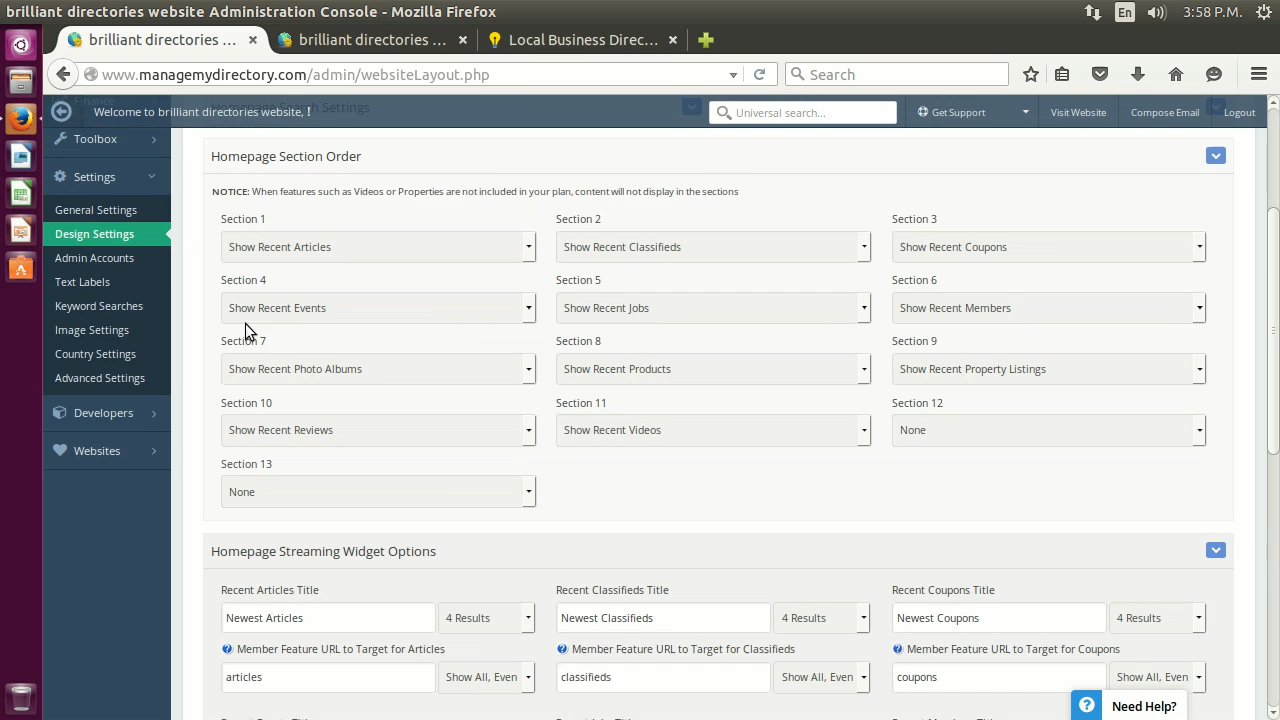 brilliant directories website Administration Console - Mozilla Firefox
En
3:58 P.M.
brilliant directories ...
brilliant directories ...
Local Business Direc...
www.managemydirectory.com/admin/websiteLayout.php
Search
Finance
Homepage Search Settings
Welcome to brilliant directories website, !
Universal search...
Get Support
Visit Website
Compose Email
Logout
Toolbox
Settings
General Settings
Design Settings
Admin Accounts
Text Labels
Keyword Searches
Image Settings
Country Settings
Advanced Settings
Developers
Websites
Homepage Section Order
NOTICE: When features such as Videos or Properties are not included in your plan, content will not display in the sections
Section 1
Section 2
Section 3
Show Recent Articles
Show Recent Classifieds
Show Recent Coupons
Section 4
Section 5
Section 6
Show Recent Events
Show Recent Jobs
Show Recent Members
Section 7
Section 8
Section 9
Show Recent Photo Albums
Show Recent Products
Show Recent Property Listings
Section 10
Section 11
Section 12
Show Recent Reviews
Show Recent Videos
None
Section 13
None
Homepage Streaming Widget Options
Recent Articles Title
Recent Classifieds Title
Recent Coupons Title
Newest Articles
4 Results
Newest Classifieds
4 Results
Newest Coupons
4 Results
Member Feature URL to Target for Articles
Member Feature URL to Target for Classifieds
Member Feature URL to Target for Coupons
articles
Show All, Even
classifieds
Show All, Even
coupons
Show All, Even
Need Help?